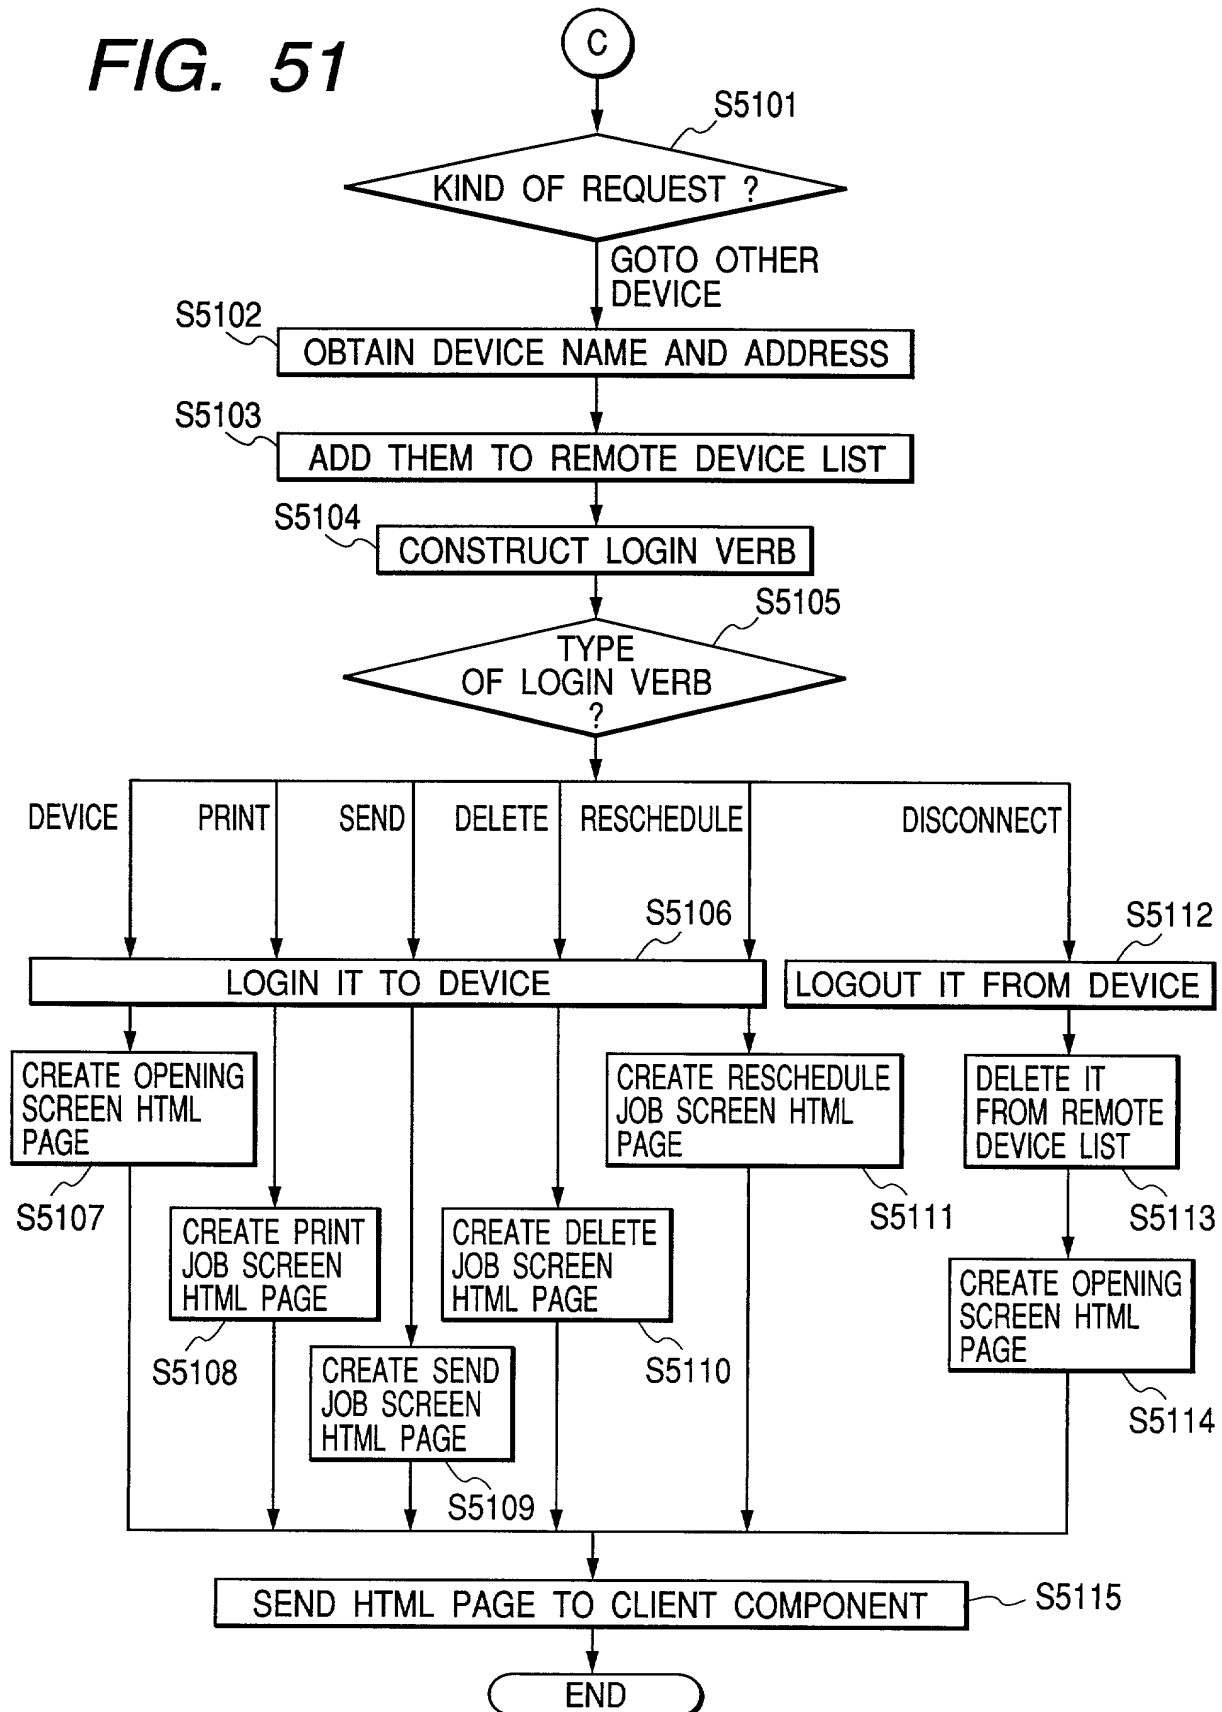 FIG. 51
C
S5101
KIND OF REQUEST ?
GOTO OTHER
DEVICE
S5102
OBTAIN DEVICE NAME AND ADDRESS
S5103
ADD THEM TO REMOTE DEVICE LIST
S5104
CONSTRUCT LOGIN VERB
S5105
TYPE
OF LOGIN VERB
?
DEVICE
PRINT
SEND
DELETE
RESCHEDULE
DISCONNECT
S5106
LOGIN IT TO DEVICE
S5112
LOGOUT IT FROM DEVICE
CREATE OPENING
SCREEN HTML
PAGE
S5107
CREATE PRINT
JOB SCREEN
HTML PAGE
S5108
CREATE SEND
JOB SCREEN
HTML PAGE
S5109
CREATE DELETE
JOB SCREEN
HTML PAGE
S5110
CREATE RESCHEDULE
JOB SCREEN HTML
PAGE
S5111
DELETE IT
FROM REMOTE
DEVICE LIST
S5113
CREATE OPENING
SCREEN HTML
PAGE
S5114
SEND HTML PAGE TO CLIENT COMPONENT
S5115
END